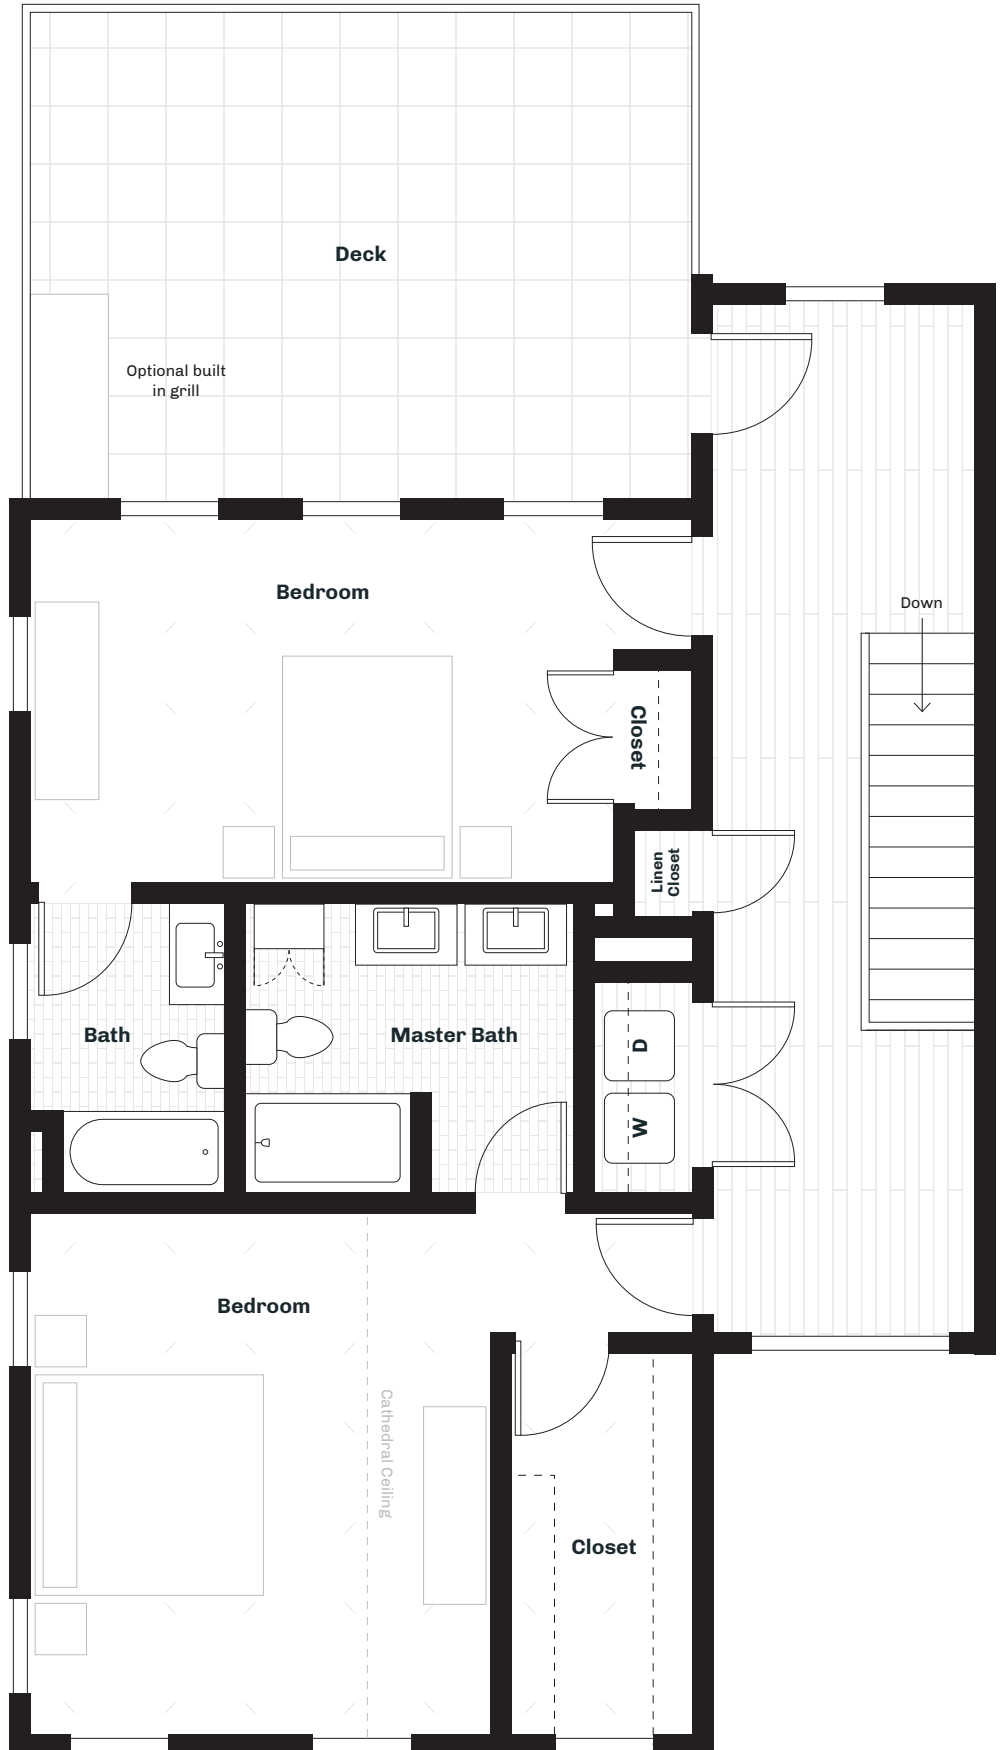 Deck
Optional built
in grill
Bedroom
Down
Closet
Linen
Closet
Bath
Master Bath
D
W
Bedroom
Cathedral Ceiling
Closet